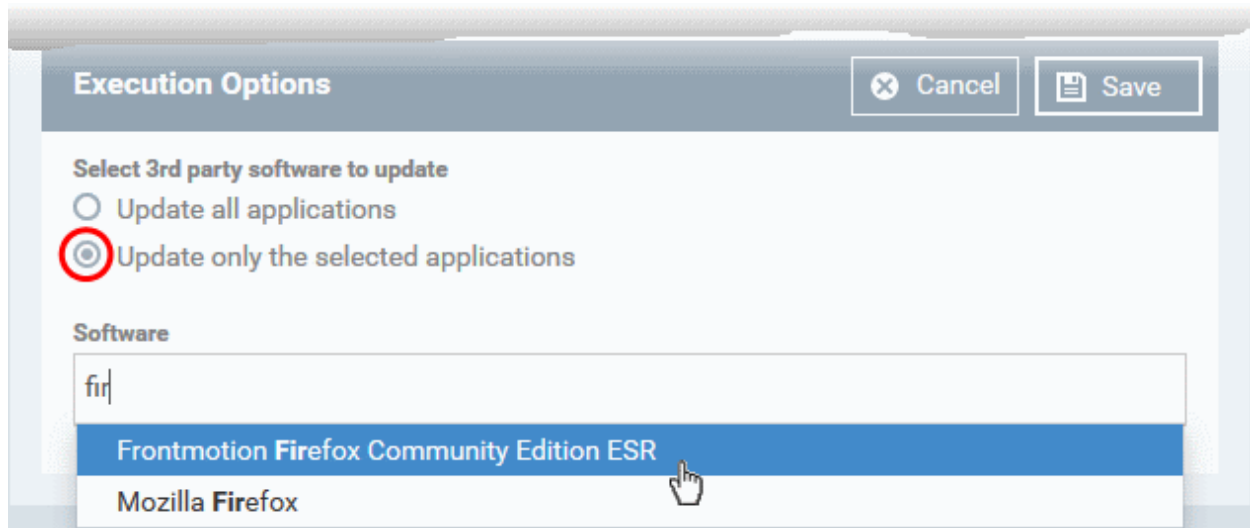 Execution Options
Cancel
Save
Select 3rd party software to update
Update all applications
Update only the selected applications
Software
fir
Frontmotion Firefox Community Edition ESR
Mozilla Firefox